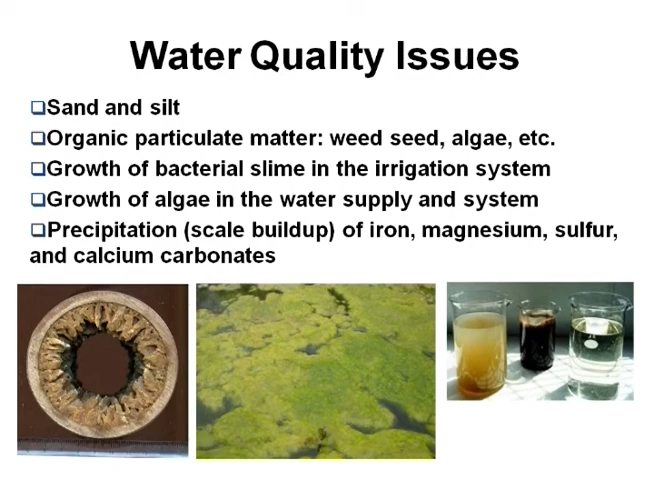 Water Quality Issues
❑Sand and silt
❑Organic particulate matter: weed seed, algae, etc.
❑Growth of bacterial slime in the irrigation system
❑Growth of algae in the water supply and system
❑Precipitation (scale buildup) of iron, magnesium, sulfur,
and calcium carbonates